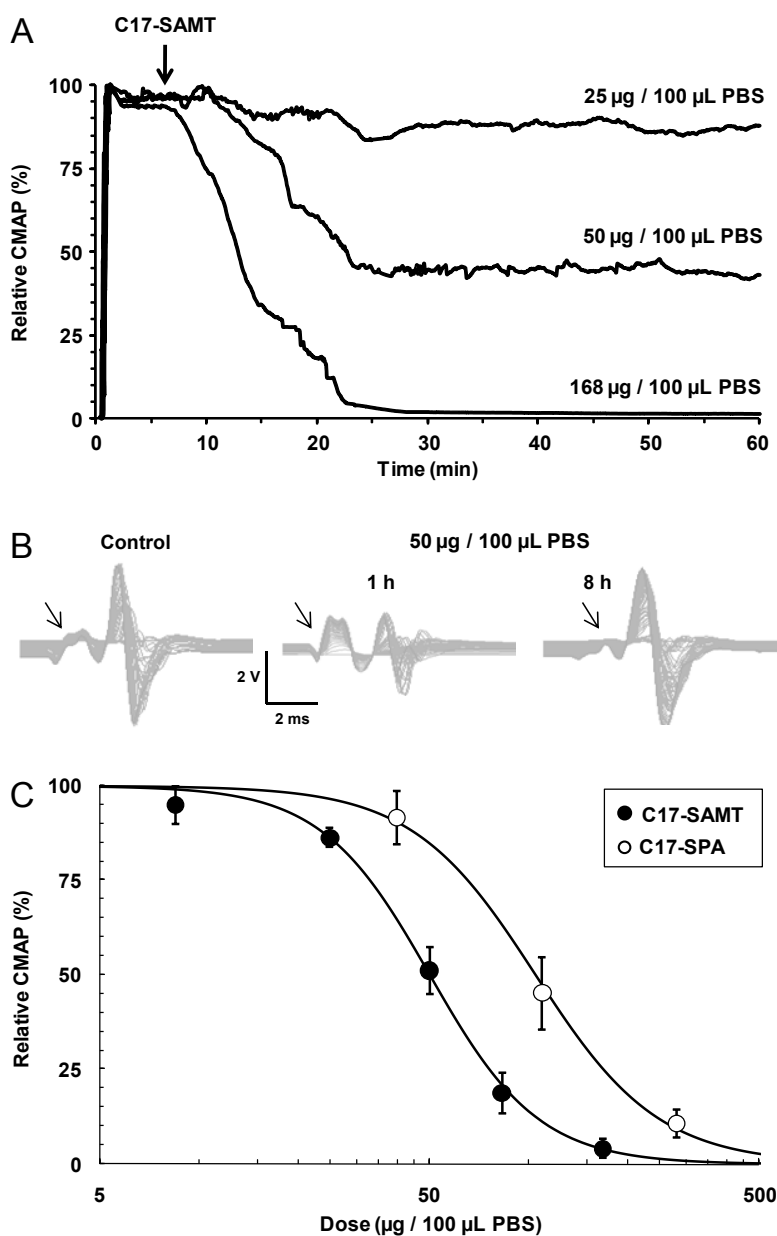 A
C17-SAMT
100
75
50
25
0
Relative CMAP (%)
25 µg / 100 µL PBS
50 µg / 100 µL PBS
168 µg / 100 µL PBS
0 10 20 30 40 50 60
Time (min)
B
Control
50 µg / 100 µL PBS
1 h
8 h
2 V
2 ms
C
100
75
50
25
0
Relative CMAP (%)
C17-SAMT
C17-SPA
5 50 500
Dose (µg / 100 µL PBS)